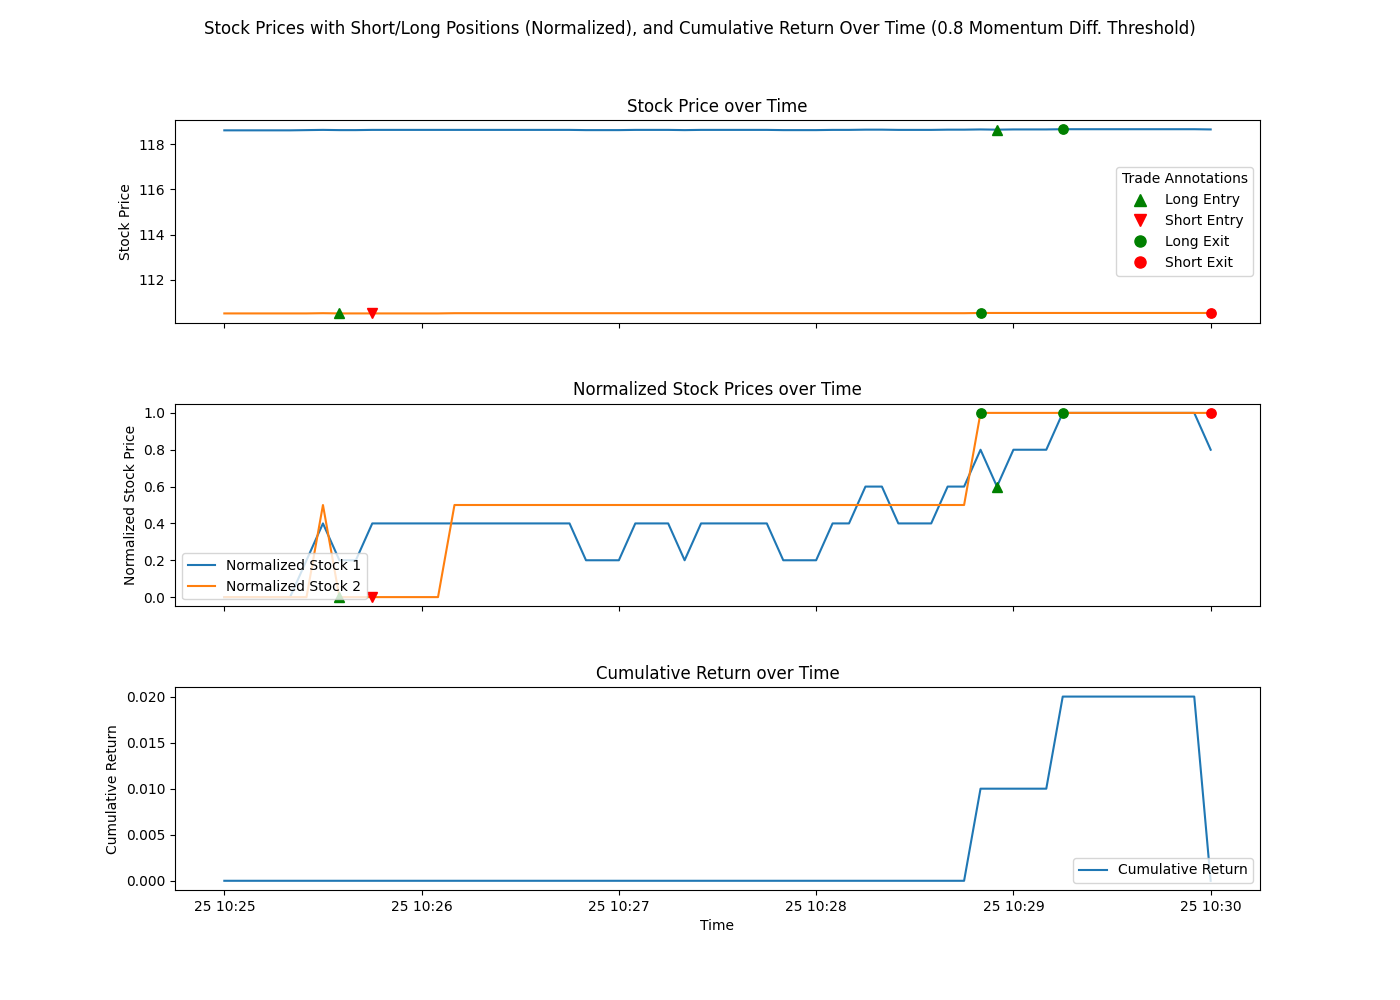 Stock Prices with Short/Long Positions (Normalized), and Cumulative Return Over Time (0.8 Momentum Diff. Threshold)
Stock Price over Time
118
116
114
112
Stock Price
Trade Annotations
Long Entry
Short Entry
Long Exit
Short Exit
Normalized Stock Prices over Time
1.0
0.8
0.6
0.4
0.2
0.0
Normalized Stock Price
Normalized Stock 1
Normalized Stock 2
Cumulative Return over Time
0.020
0.015
0.010
0.005
0.000
Cumulative Return
Cumulative Return
25 10:25
25 10:26
25 10:27
25 10:28
25 10:29
25 10:30
Time